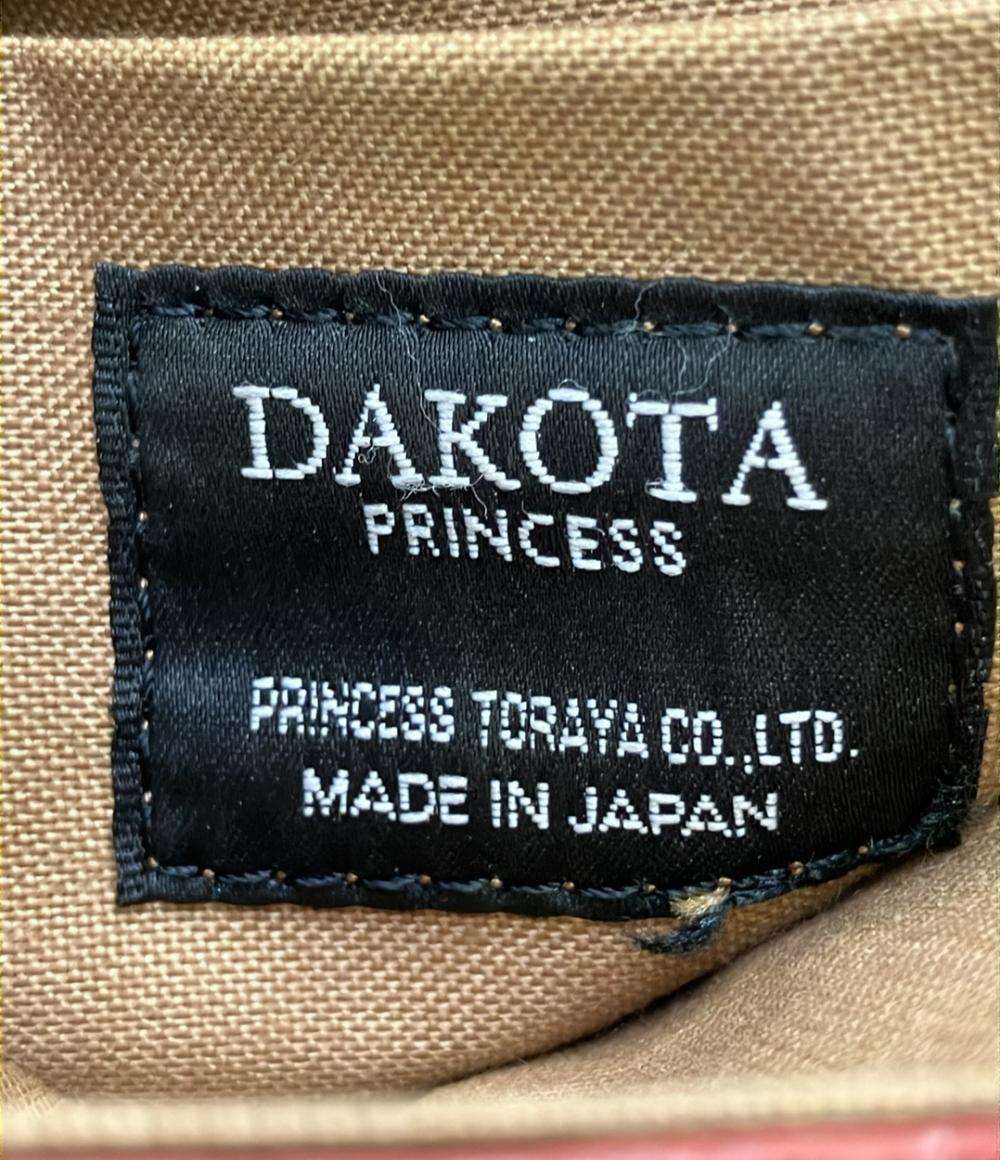 DAKOTA
PRINCESS
PRINCESS TORAYA CO.,LTD.
MADE IN JAPAN